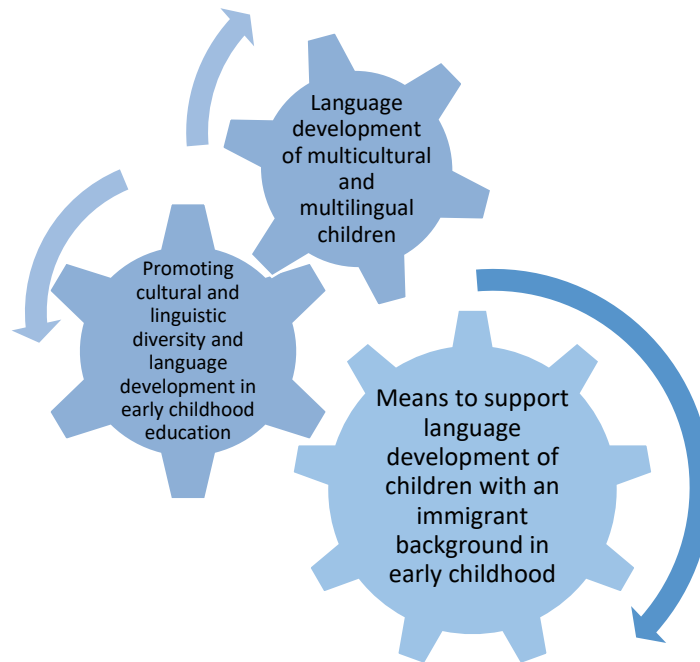 Language
development
of multicultural
and
multilingual
children
Promoting
cultural and
linguistic
diversity and
language
development in
early childhood
education
Means to support
language
development of
children with an
immigrant
background in
early childhood